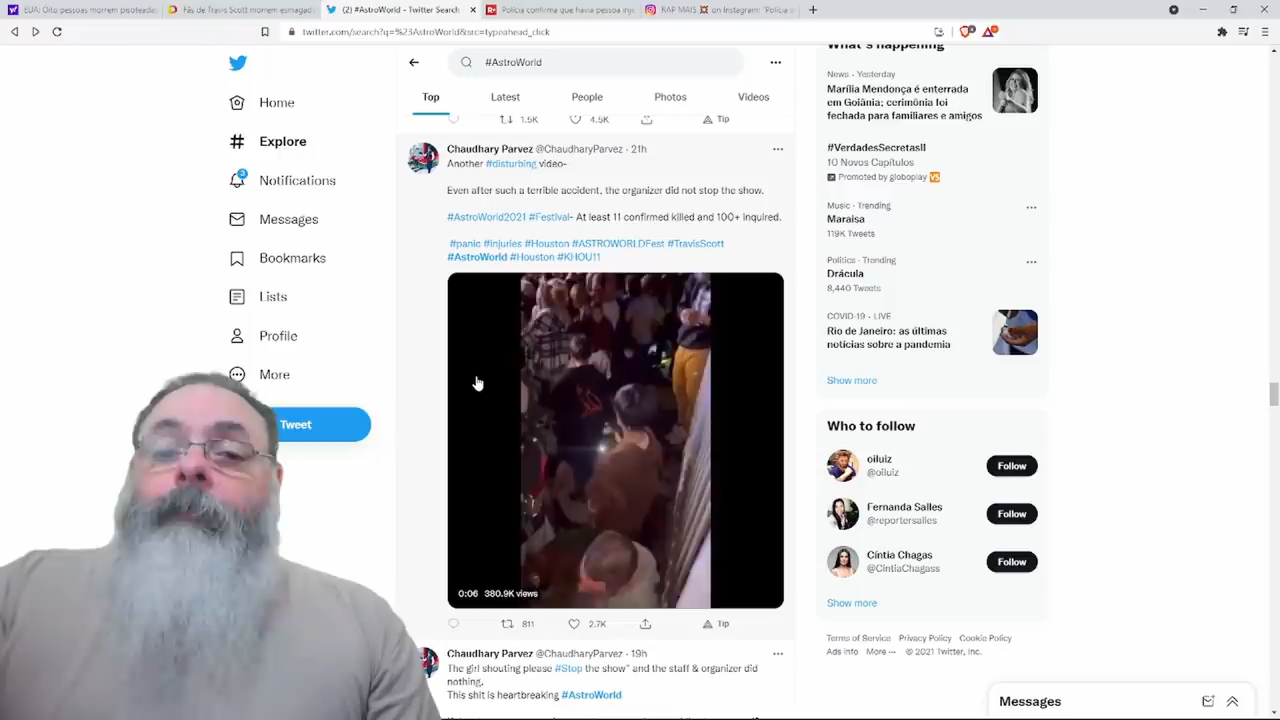 EUA: Oito pessoas morrem pisoteadas
Fãs de Travis Scott morrem esmagad
(2) #AstroWorld - Twitter Search
Polícia confirma que havia pessoa inj
RAP MAIS on Instagram: "Polícia a
twitter.com/search?q=%23AstroWorld&src=typeahead_click
#AstroWorld
Top
Latest
People
Photos
Videos
Home
Explore
3
Notifications
Messages
Bookmarks
Lists
Profile
More
Tweet
1.5K
4.5K
Tip
Chaudhary Parvez @ChaudharyParvez · 21h
Another #disturbing video-
Even after such a terrible accident, the organizer did not stop the show.
#AstroWorld2021 #Festival- At least 11 confirmed killed and 100+ inquired.
#panic #injuries #Houston #ASTROWORLDFest #TravisScott
#AstroWorld #Houston #KHOU11
0:06 380.9K views
811
2.7K
Tip
Chaudhary Parvez @ChaudharyParvez · 19h
The girl shouting please #Stop the show" and the staff & organizer did
nothing.
This shit is heartbreaking #AstroWorld
What's happening
News · Yesterday
Marília Mendonça é enterrada
em Goiânia; cerimônia foi
fechada para familiares e amigos
#VerdadesSecretasII
10 Novos Capítulos
Promoted by globoplay
Music · Trending
Maraisa
119K Tweets
Politics · Trending
Drácula
8,440 Tweets
COVID-19 · LIVE
Rio de Janeiro: as últimas
notícias sobre a pandemia
Show more
Who to follow
oiluiz
@oiluiz
Follow
Fernanda Salles
@reportersalles
Follow
Cíntia Chagas
@CintiaChagass
Follow
Show more
Terms of Service Privacy Policy Cookie Policy
Ads info More ··· © 2021 Twitter, Inc.
Messages